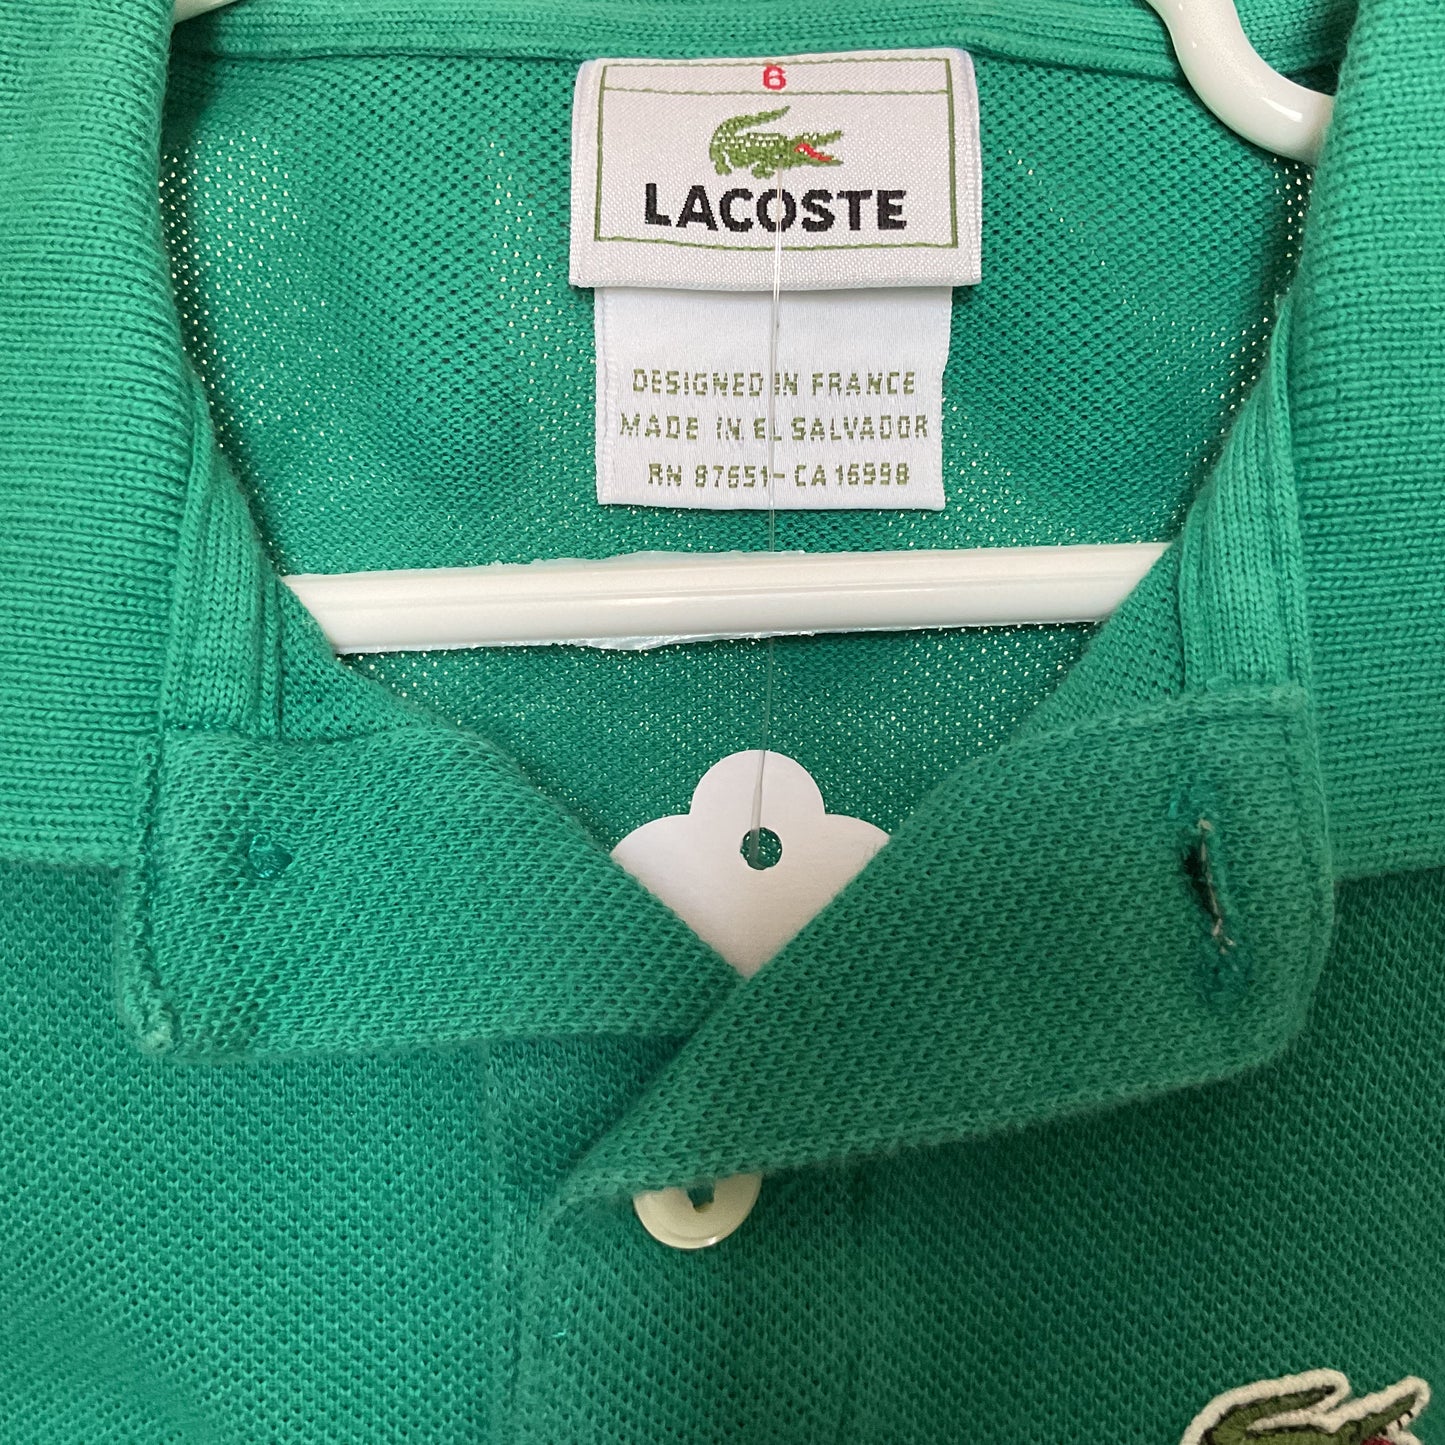 6
LACOSTE
DESIGNED IN FRANCE
MADE IN EL SALVADOR
RN 87651-CA 16998